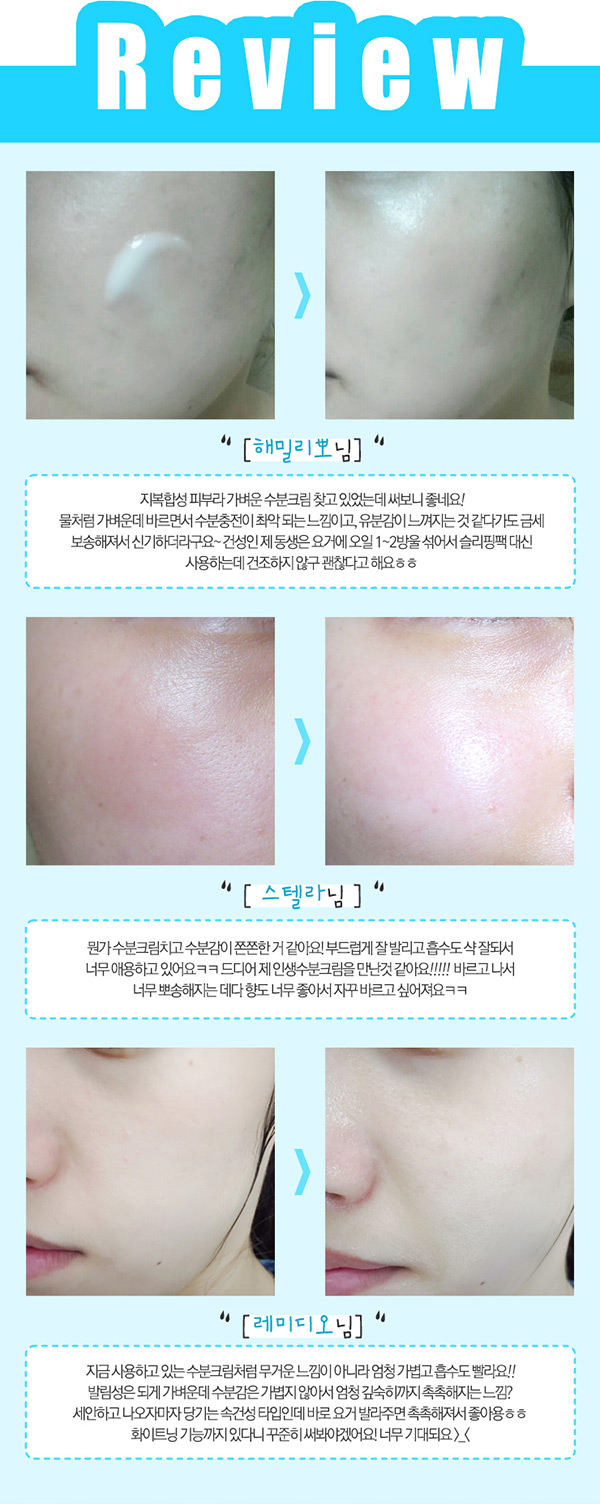 Review
“ [해밀리뽀님] ”
지복합성 피부라 가벼운 수분크림 찾고 있었는데 써보니 좋네요!
물처럼 가벼운데 바르면서 수분충전이 촤악 되는 느낌이고, 유분감이 느껴지는 것 같다가도 금세
보송해져서 신기하더라구요~ 건성인 제 동생은 요거에 오일 1~2방울 섞어서 슬리핑팩 대신
사용하는데 건조하지 않구 괜찮다고 해요ㅎㅎ
“ [ 스텔라님 ] ”
뭔가 수분크림치고 수분감이 쫀쫀한 거 같아요! 부드럽게 잘 발리고 흡수도 샥 잘되서
너무 애용하고 있어요ㅋㅋ 드디어 제 인생수분크림을 만난것 같아요!!!!! 바르고 나서
너무 뽀송해지는 데다 향도 너무 좋아서 자꾸 바르고 싶어져요ㅋㅋ
“ [레미디오님] ”
지금 사용하고 있는 수분크림처럼 무거운 느낌이 아니라 엄청 가볍고 흡수도 빨라요!!
발림성은 되게 가벼운데 수분감은 가볍지 않아서 엄청 깊숙히까지 촉촉해지는 느낌?
세안하고 나오자마자 당기는 속건성 타입인데 바로 요거 발라주면 촉촉해져서 좋아용ㅎㅎ
화이트닝 기능까지 있다니 꾸준히 써봐야겠어요! 너무 기대되요 >_<